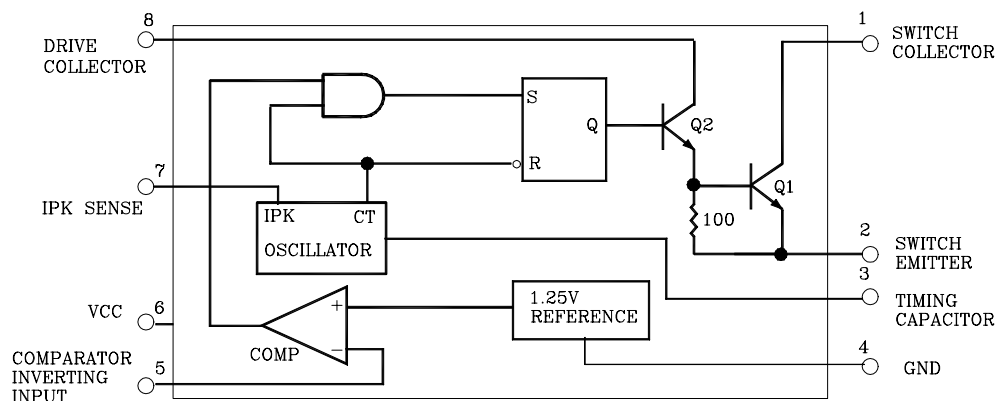 8
DRIVE
COLLECTOR
1
SWITCH
COLLECTOR
S
Q
R
Q2
7
IPK SENSE
IPK
CT
OSCILLATOR
Q1
100
2
SWITCH
EMITTER
3
TIMING
CAPACITOR
VCC
6
+
-
COMP
1.25V
REFERENCE
4
GND
COMPARATOR
INVERTING
INPUT
5